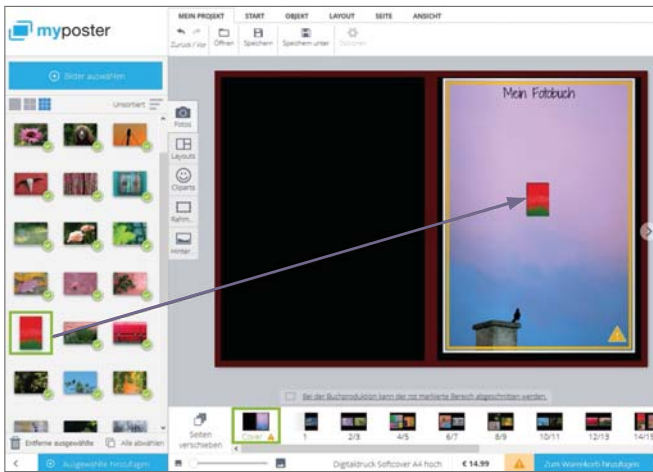 myposter
MEIN PROJEKT START OBJEKT LAYOUT SEITE ANSICHT
Zurück / Vor Öffnen Speichern Speichern unter Optionen
Bilder auswählen
Unsortiert
Fotos
Layouts
Cliparts
Rahm...
Hinter...
Mein Fotobuch
Bei der Buchproduktion kann der rot markierte Bereich abgeschnitten werden.
Seiten
verschieben
Cover 1 2/3 4/5 6/7 8/9 10/11 12/13 14/15
Entferne ausgewählte Alle abwählen
Ausgewählte hinzufügen
Digitaldruck Softcover A4 hoch € 14.99 Zum Warenkorb hinzufügen